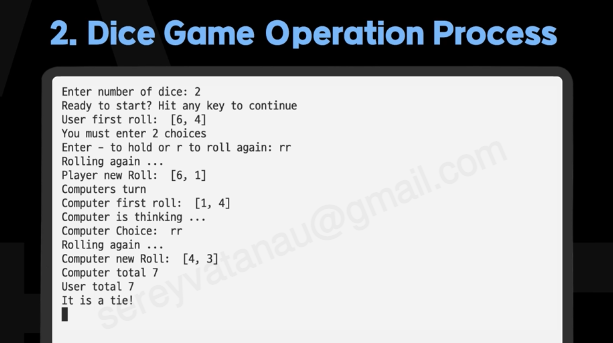 2. Dice Game Operation Process
Enter number of dice: 2
Ready to start? Hit any key to continue
User first roll:  [6, 4]
You must enter 2 choices
Enter - to hold or r to roll again: rr
Rolling again ...
Player new Roll:  [6, 1]
Computers turn
Computer first roll:  [1, 4]
Computer is thinking ...
Computer Choice:  rr
Rolling again ...
Computer new Roll:  [4, 3]
Computer total 7
User total 7
It is a tie!
sereyvatanau@gmail.com